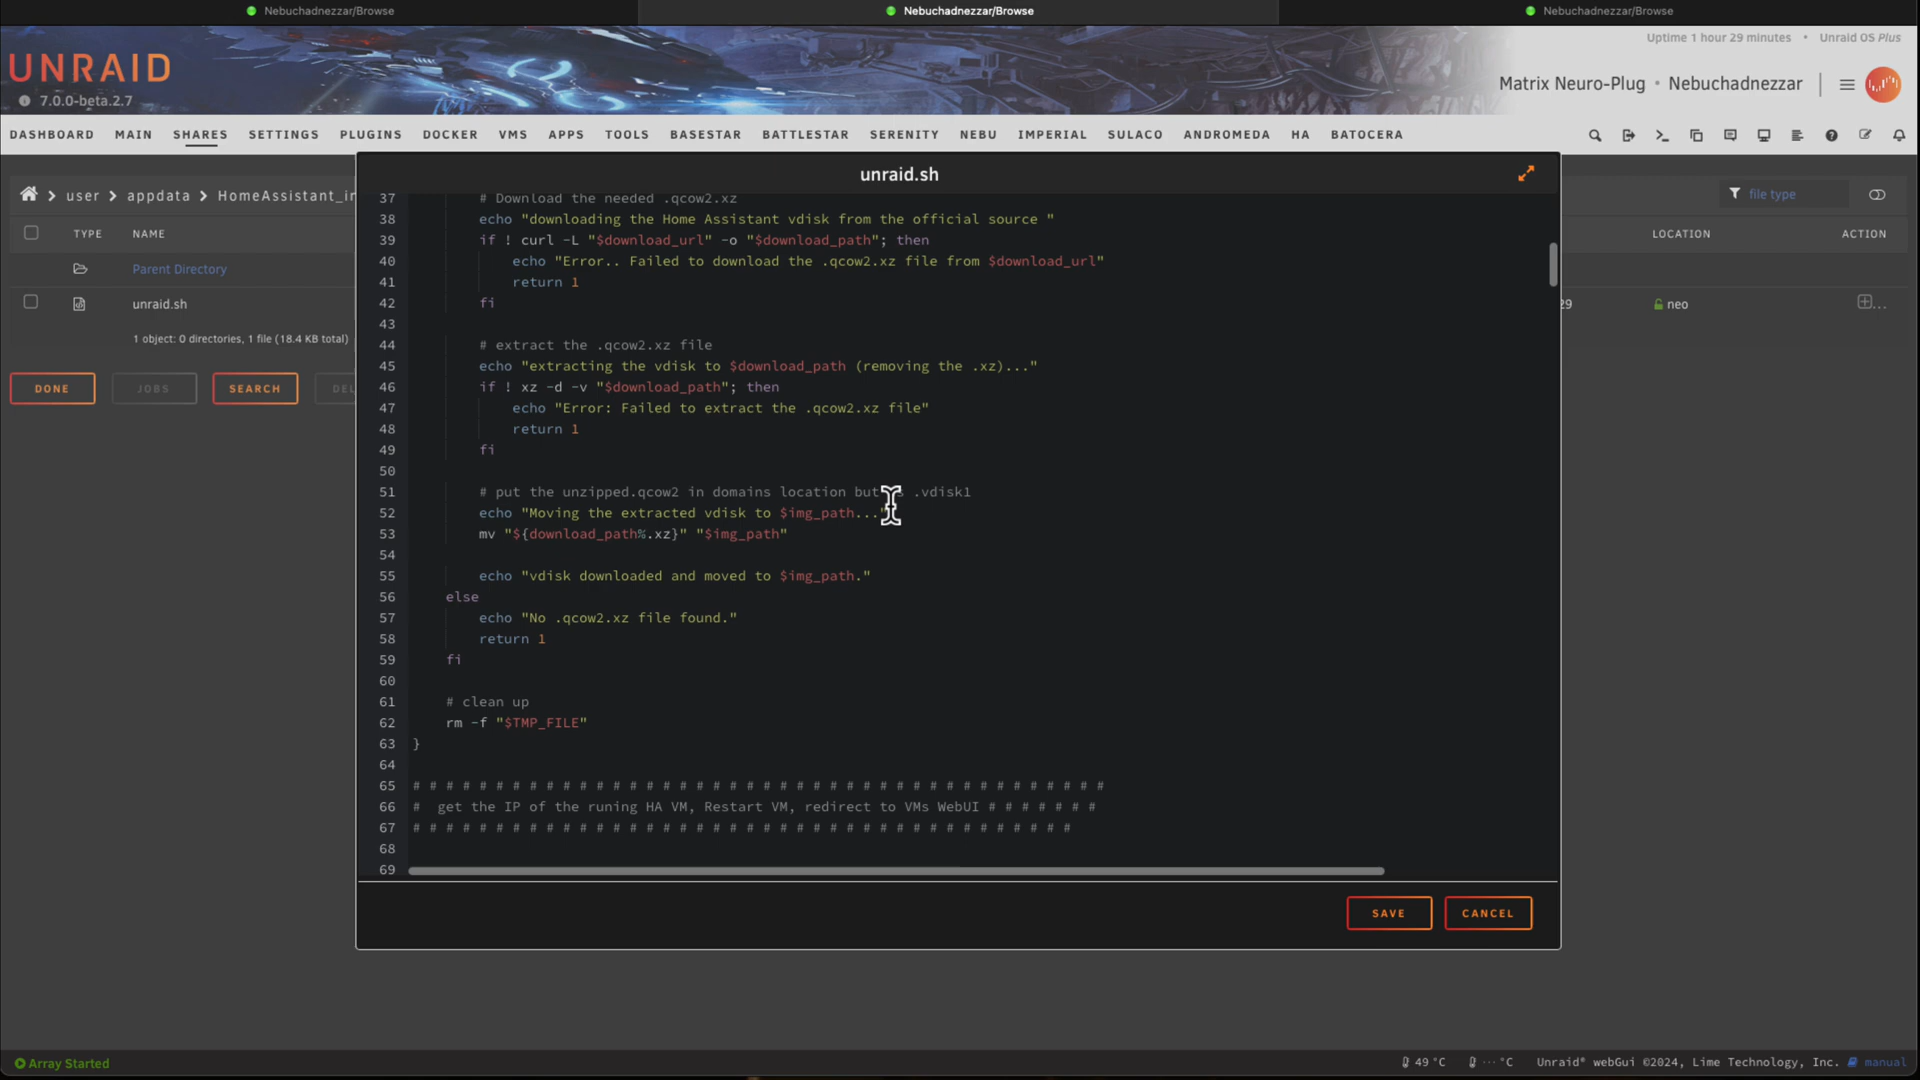 Nebuchadnezzar/Browse
Nebuchadnezzar/Browse
Nebuchadnezzar/Browse
UNRAID
7.0.0-beta.2.7
Uptime 1 hour 29 minutes • Unraid OS Plus
Matrix Neuro-Plug • Nebuchadnezzar
DASHBOARD MAIN SHARES SETTINGS PLUGINS DOCKER VMS APPS TOOLS BASESTAR BATTLESTAR SERENITY NEBU IMPERIAL SULACO ANDROMEDA HA BATOCERA
user > appdata >
file type
TYPE NAME
LOCATION ACTION
Parent Directory
unraid.sh
neo
...
1 object: 0 directories, 1 file (18.4 KB total)
DONE JOBS SEARCH
unraid.sh
37 # Download the needed .qcow2.xz
38 echo "downloading the Home Assistant vdisk from the official source "
39 if ! curl -L "$download_url" -o "$download_path"; then
40 echo "Error.. Failed to download the .qcow2.xz file from $download_url"
41 return 1
42 fi
43
44 # extract the .qcow2.xz file
45 echo "extracting the vdisk to $download_path (removing the .xz)..."
46 if ! xz -d -v "$download_path"; then
47 echo "Error: Failed to extract the .qcow2.xz file"
48 return 1
49 fi
50
51 # put the unzipped.qcow2 in domains location but .vdisk1
52 echo "Moving the extracted vdisk to $img_path..."
53 mv "${download_path%.xz}" "$img_path"
54
55 echo "vdisk downloaded and moved to $img_path."
56 else
57 echo "No .qcow2.xz file found."
58 return 1
59 fi
60
61 # clean up
62 rm -f "$TMP_FILE"
63 }
64
65 # # # # # # # # # # # # # # # # # # # # # # # # # # # # # # # # # # # # # # # # # #
66 # get the IP of the runing HA VM, Restart VM, redirect to VMs WebUI # # # # # # #
67 # # # # # # # # # # # # # # # # # # # # # # # # # # # # # # # # # # # # # # # #
68
69
SAVE CANCEL
Array Started
49 °C ... °C Unraid® webGui ©2024, Lime Technology, Inc. manual